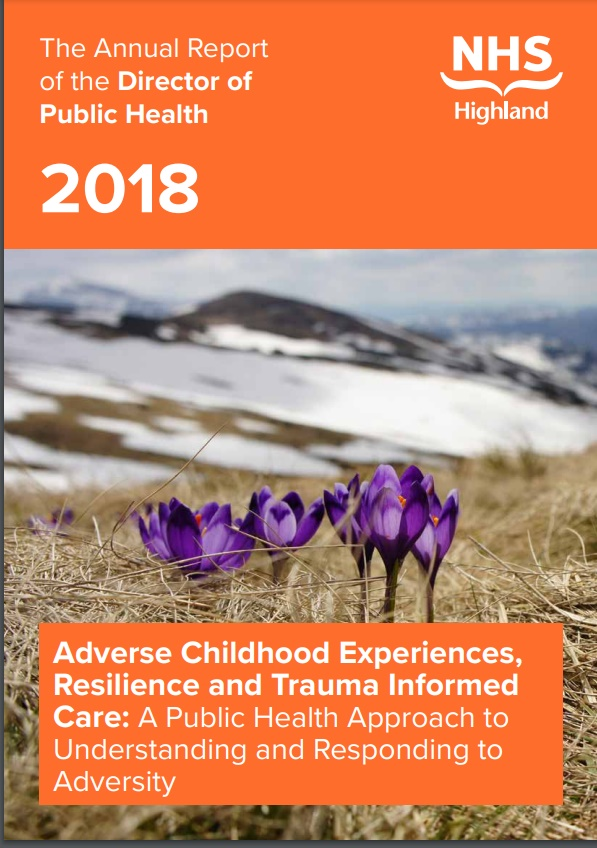 The Annual Report
of the Director of
Public Health
NHS
Highland
2018
Adverse Childhood Experiences,
Resilience and Trauma Informed
Care: A Public Health Approach to
Understanding and Responding to
Adversity